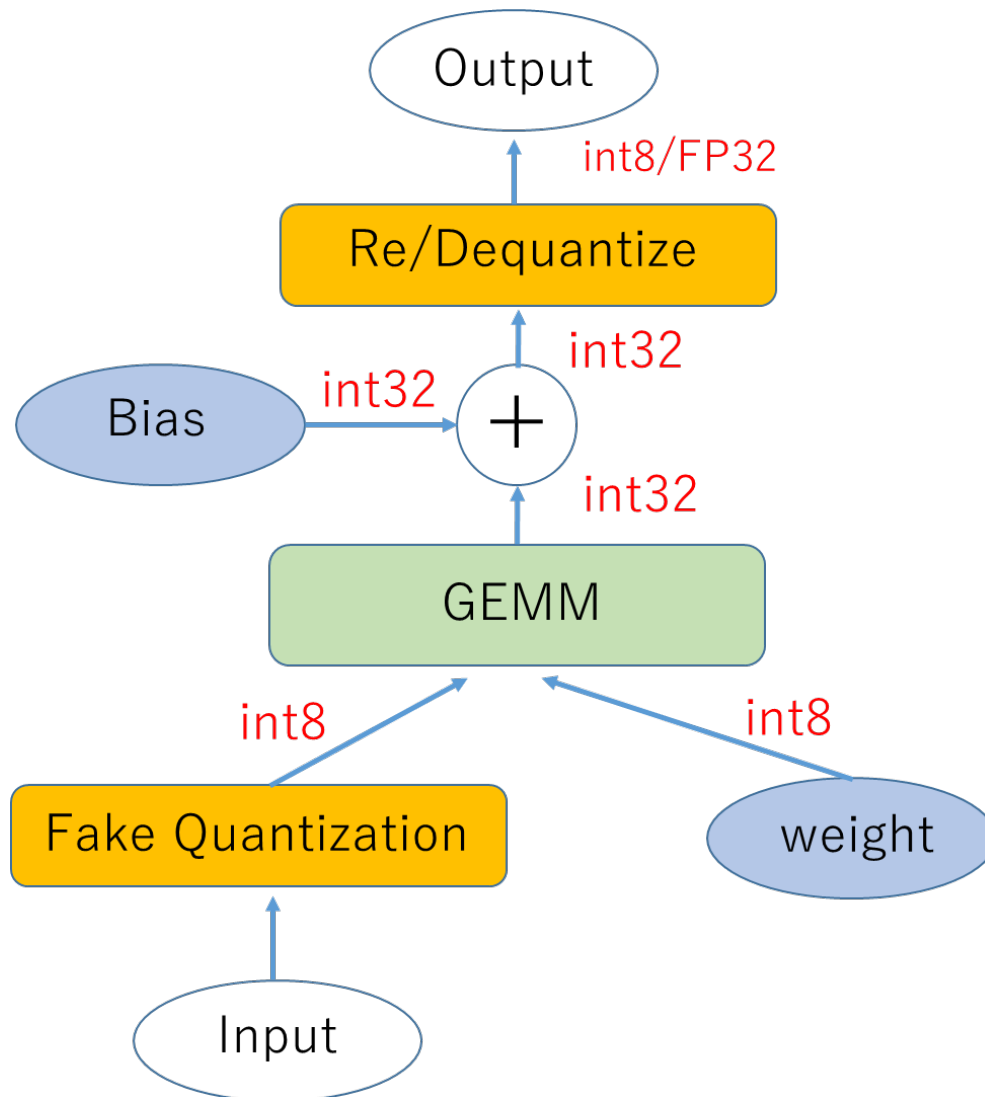 Output
int8/FP32
Re/Dequantize
int32
int32
Bias
int32
GEMM
int8
int8
Fake Quantization
weight
Input